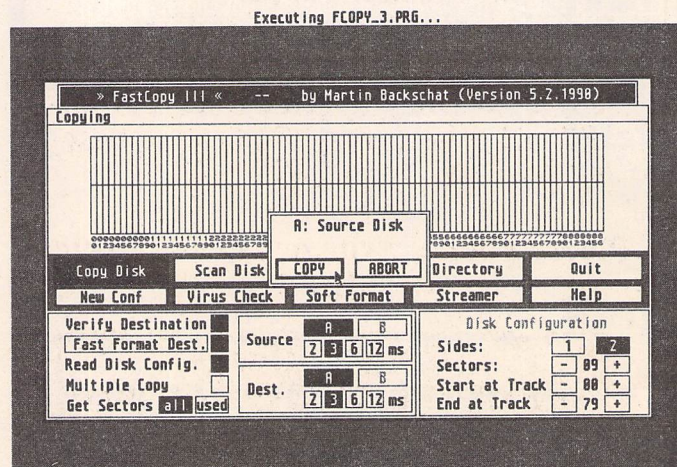 Executing FCOPY_3.PRG...
» FastCopy III « -- by Martin Backschat (Version 5.2.1990)
Copying
A: Source Disk
COPY ABORT
Copy Disk Scan Disk Directory Quit
New Conf Virus Check Soft Format Streamer Help
Verify Destination
Fast Format Dest.
Read Disk Config.
Multiple Copy
Get Sectors all used
Source A B
2 3 6 12 ms
Dest. A B
2 3 6 12 ms
Disk Configuration
Sides: 1 2
Sectors: - 09 +
Start at Track - 00 +
End at Track - 79 +